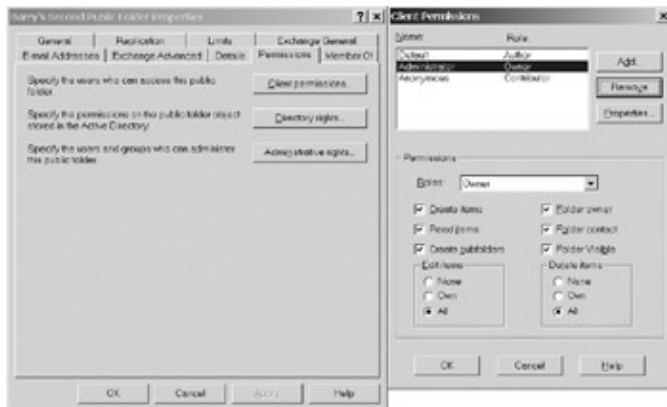 Barry's Second Public Folder Properties
General Replication Limits Exchange General
E-mail Addresses Exchange Advanced Details Permissions Member Of
Specify the users who can access this public
folder.
Client permissions...
Specify the permissions on the public folder object
stored in the Active Directory
Directory rights...
Specify the users and groups who can administer
this public folder.
Administrative rights...
OK Cancel Apply Help
Client Permissions
Name: Role:
Default Author
Administrator Owner
Anonymous Contributor
Add...
Remove
Properties...
Permissions
Roles: Owner
Create items Folder owner
Read items Folder contact
Create subfolders Folder Visible
Edit items Delete items
None None
Own Own
All All
OK Cancel Help